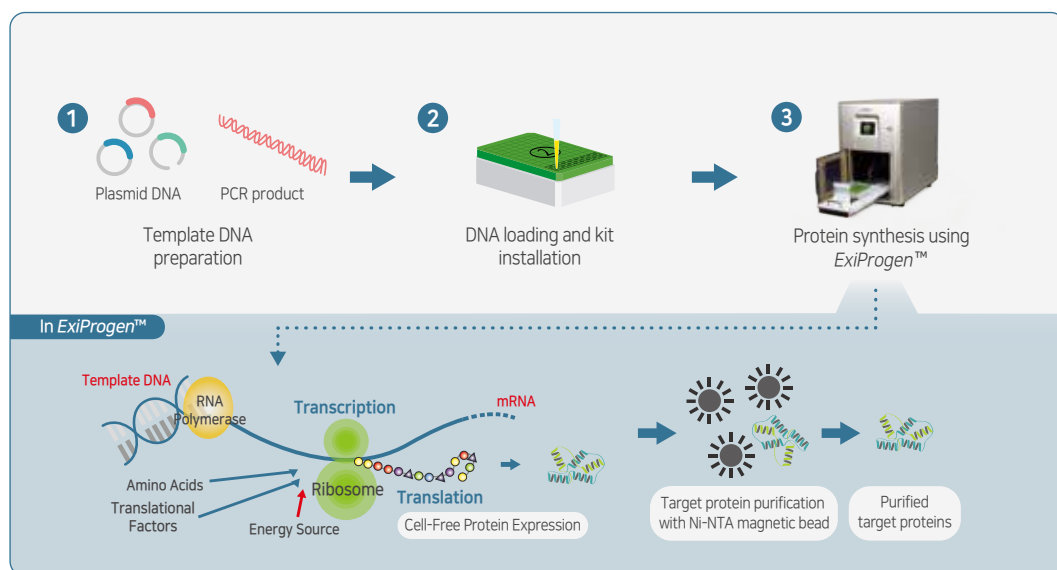 1
2
3
Plasmid DNA
PCR product
Template DNA
preparation
DNA loading and kit
installation
Protein synthesis using
ExiProgen™
In ExiProgen™
Template DNA
RNA
Polymerase
Transcription
mRNA
Amino Acids
Translational
Factors
Energy Source
Ribosome
Translation
Cell-Free Protein Expression
Target protein purification
with Ni-NTA magnetic bead
Purified
target proteins